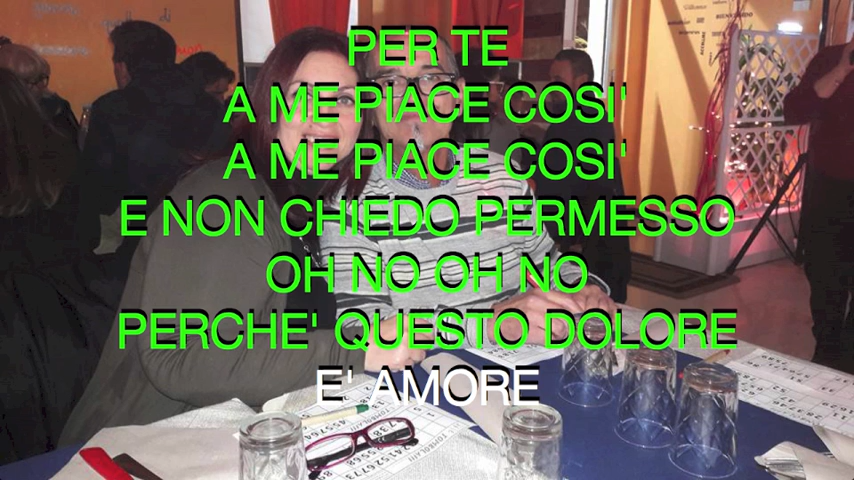 PER TE
A ME PIACE COSI'
A ME PIACE COSI'
E NON CHIEDO PERMESSO
OH NO OH NO
PERCHE' QUESTO DOLORE
E' AMORE